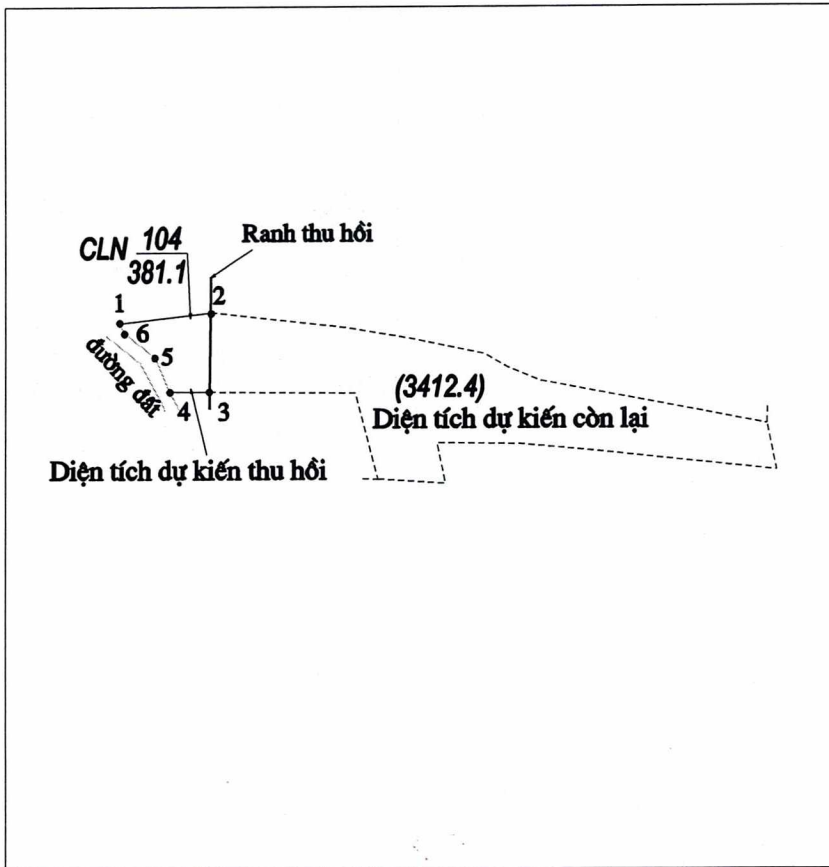 Ranh thu hồi
CLN 104
381.1
1
2
6
5
đường đất
4
3
(3412.4)
Diện tích dự kiến còn lại
Diện tích dự kiến thu hồi